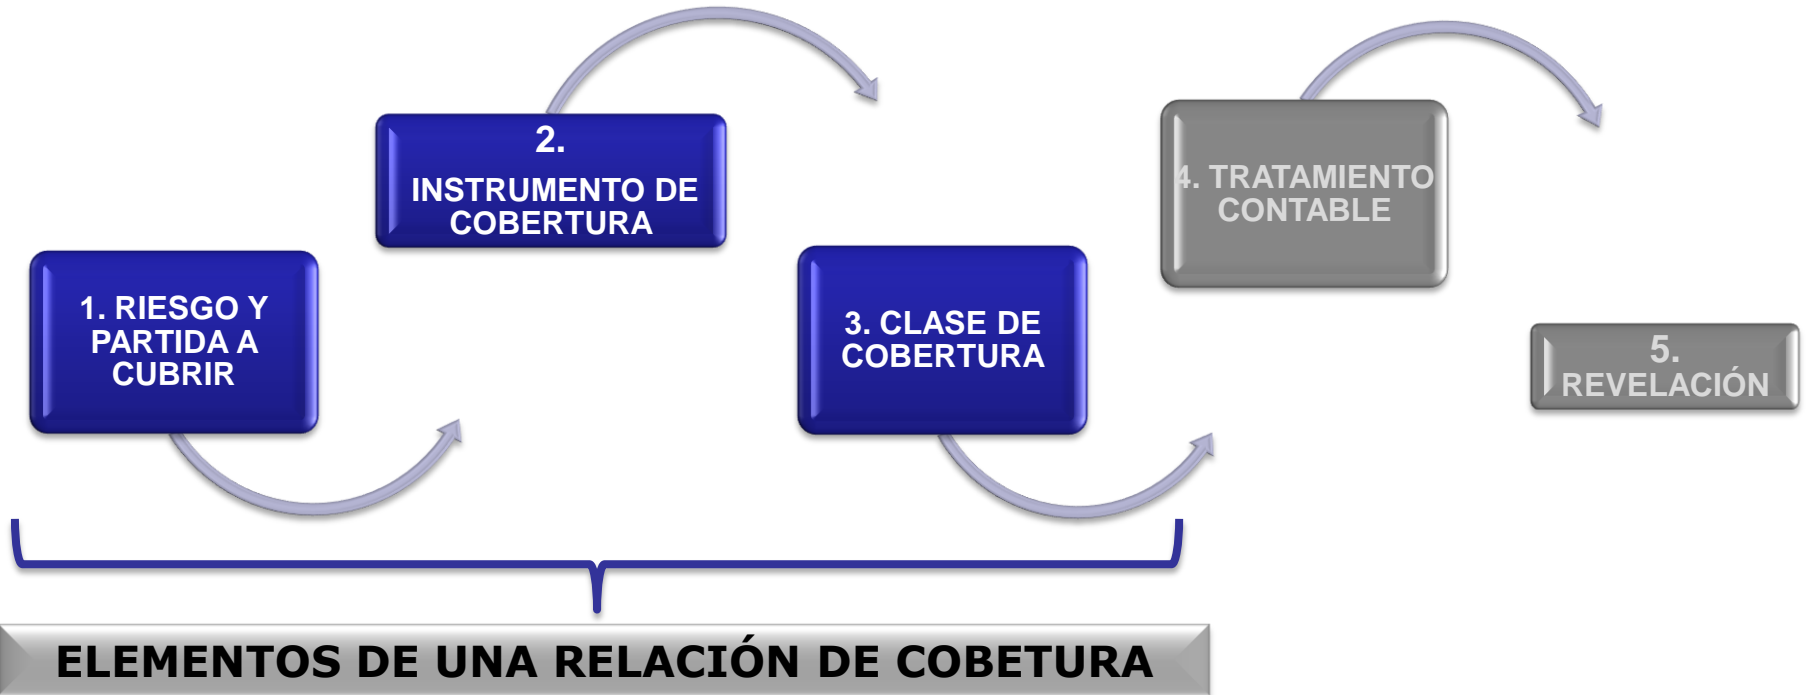 1. RIESGO Y
PARTIDA A
CUBRIR
2.
INSTRUMENTO DE
COBERTURA
3. CLASE DE
COBERTURA
4. TRATAMIENTO
CONTABLE
5.
REVELACIÓN
ELEMENTOS DE UNA RELACIÓN DE COBETURA